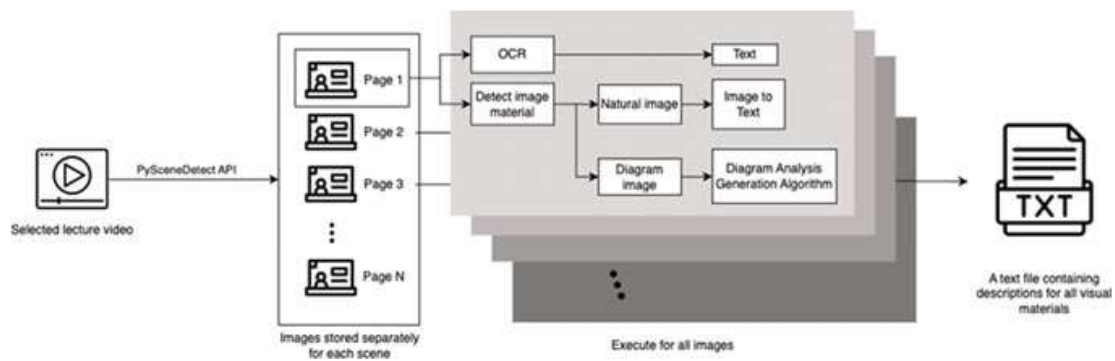 Selected lecture video
PySceneDetect API
Page 1
Page 2
Page 3
Page N
Images stored separately
for each scene
OCR
Text
Detect image
material
Natural image
Image to
Text
Diagram
image
Diagram Analysis
Generation Algorithm
Execute for all images
TXT
A text file containing
descriptions for all visual
materials